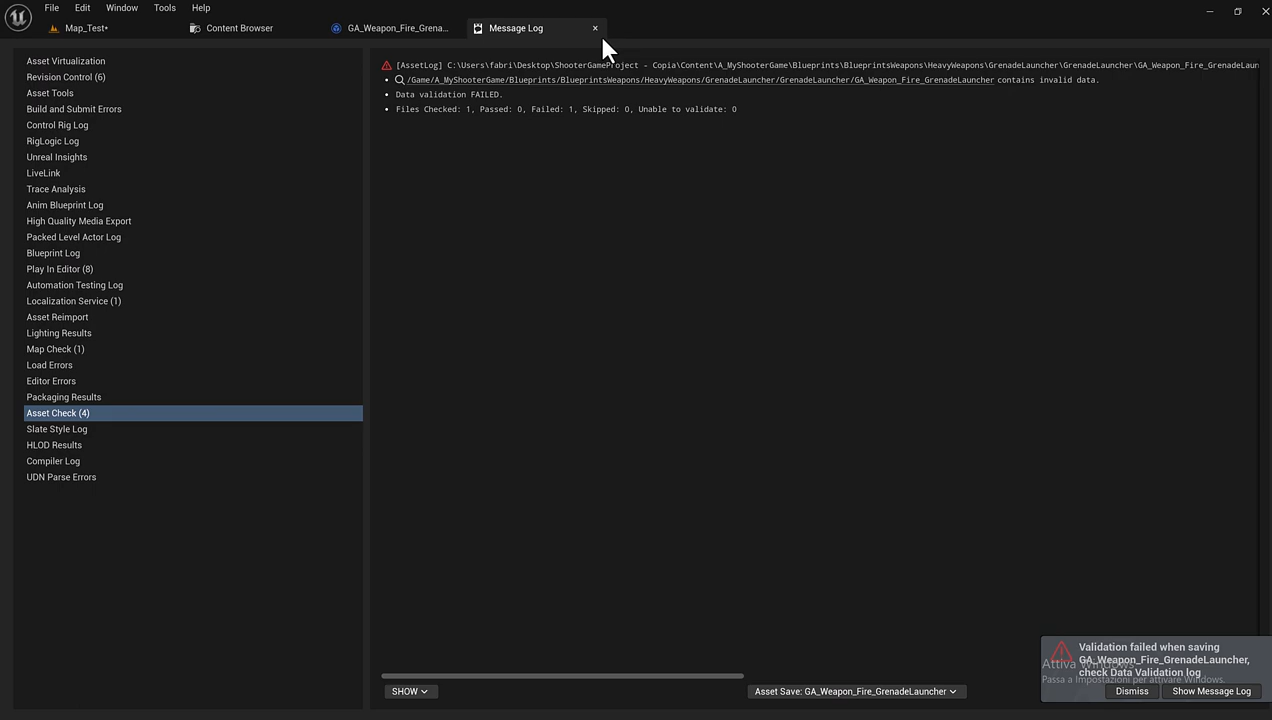 File Edit Window Tools Help
Map_Test* Content Browser GA_Weapon_Fire_Grena... Message Log
Asset Virtualization
Revision Control (6)
Asset Tools
Build and Submit Errors
Control Rig Log
RigLogic Log
Unreal Insights
LiveLink
Trace Analysis
Anim Blueprint Log
High Quality Media Export
Packed Level Actor Log
Blueprint Log
Play In Editor (8)
Automation Testing Log
Localization Service (1)
Asset Reimport
Lighting Results
Map Check (1)
Load Errors
Editor Errors
Packaging Results
Asset Check (4)
Slate Style Log
HLOD Results
Compiler Log
UDN Parse Errors
[AssetLog] C:\Users\fabri\Desktop\ShooterGameProject - Copia\Content\A_MyShooterGame\Blueprints\BlueprintsWeapons\HeavyWeapons\GrenadeLauncher\GrenadeLauncher\GA_Weapon_Fire_GrenadeLaun
/Game/A_MyShooterGame/Blueprints/BlueprintsWeapons/HeavyWeapons/GrenadeLauncher/GrenadeLauncher/GA_Weapon_Fire_GrenadeLauncher contains invalid data.
Data validation FAILED.
Files Checked: 1, Passed: 0, Failed: 1, Skipped: 0, Unable to validate: 0
SHOW
Asset Save: GA_Weapon_Fire_GrenadeLauncher
Validation failed when saving
GA_Weapon_Fire_GrenadeLauncher,
check Data Validation log
Attiva Windows
Passa a Impostazioni per attivare Windows.
Dismiss Show Message Log